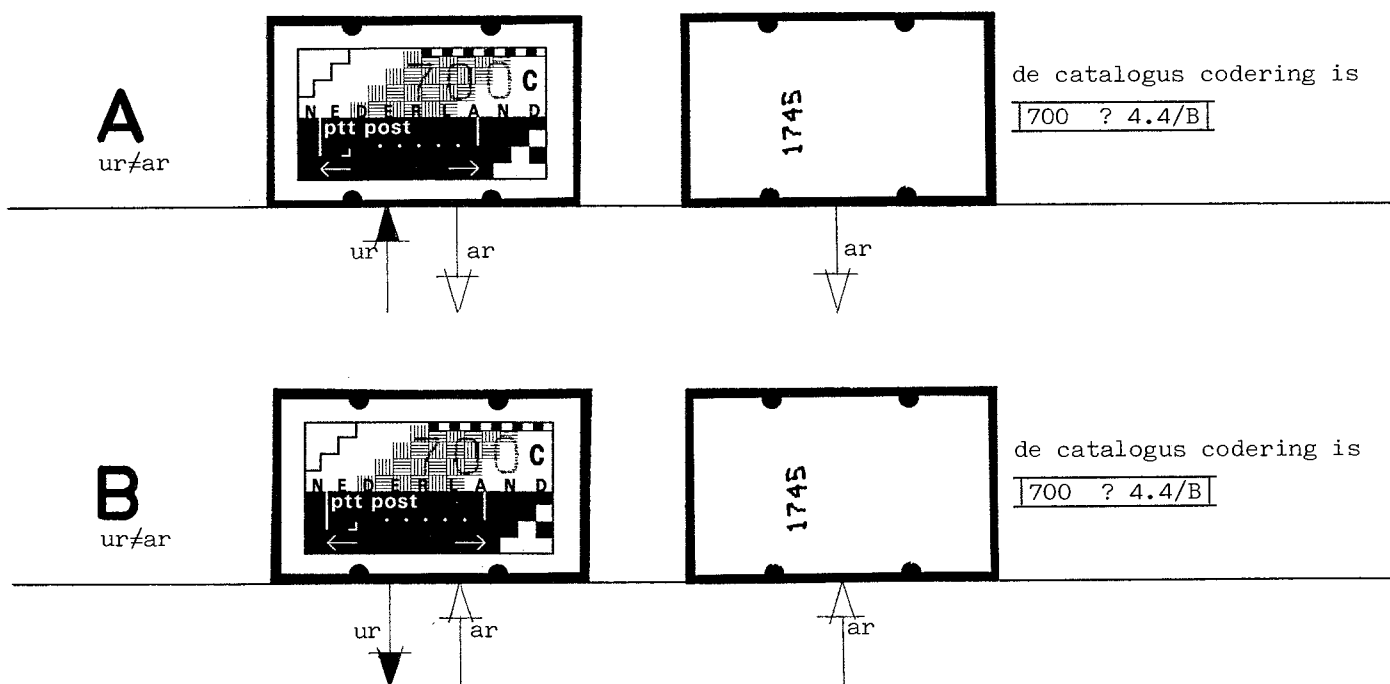 A
ur≠ar
700 C
NEDERLAND
ptt post
1745
de catalogus codering is
|700 ? 4.4/B|
ur
ar
ar
B
ur≠ar
700 C
NEDERLAND
ptt post
1745
de catalogus codering is
|700 ? 4.4/B|
ur
ar
ar